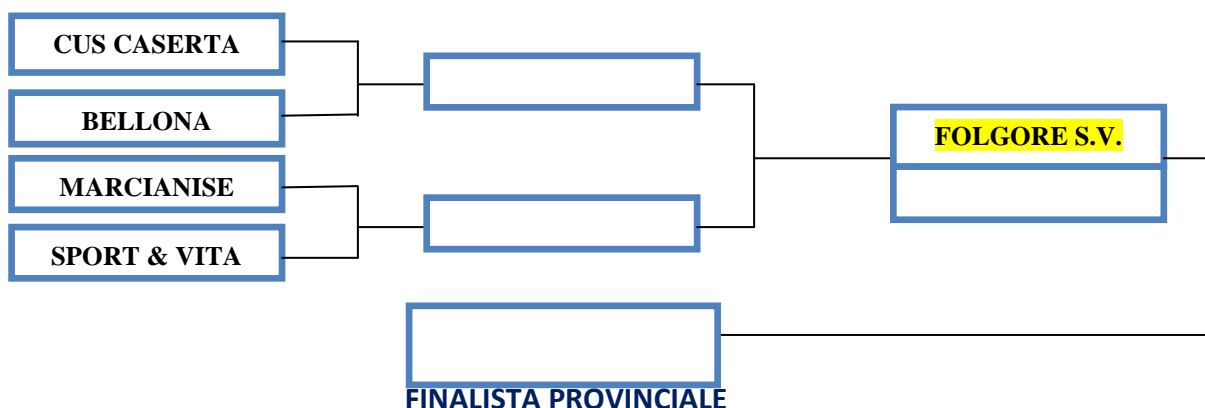 CUS CASERTA
BELLONA
MARCIANISE
SPORT & VITA
FOLGORE S.V.
FINALISTA PROVINCIALE